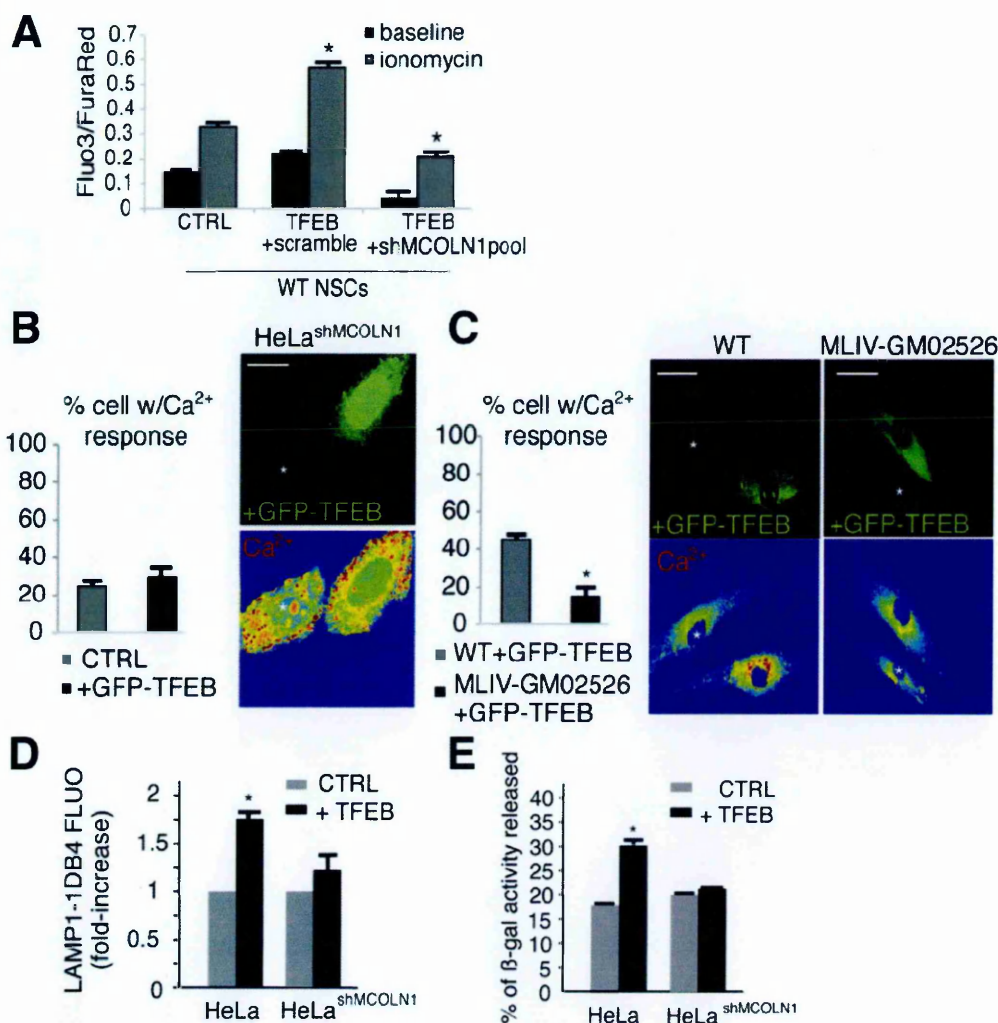 A
Fluo3/FuraRed
0.7
0.6
0.5
0.4
0.3
0.2
0.1
0
baseline
ionomycin
*
*
CTRL
TFEB
+scramble
TFEB
+shMCOLN1pool
WT NSCs
B
% cell w/Ca2+
response
100
80
60
40
20
0
CTRL
+GFP-TFEB
HeLa shMCOLN1
*
+GFP-TFEB
Ca2+
*
C
% cell w/Ca2+
response
100
80
60
40
20
0
*
WT+GFP-TFEB
MLIV-GM02526
+GFP-TFEB
WT
MLIV-GM02526
*
*
+GFP-TFEB
+GFP-TFEB
Ca2+
*
*
D
LAMP1-1DB4 FLUO
(fold-increase)
2
1.5
1
0.5
0
*
CTRL
+ TFEB
HeLa
HeLa shMCOLN1
E
% of ß-gal activity released
40
35
30
25
20
15
10
5
0
*
CTRL
+ TFEB
HeLa
HeLa shMCOLN1